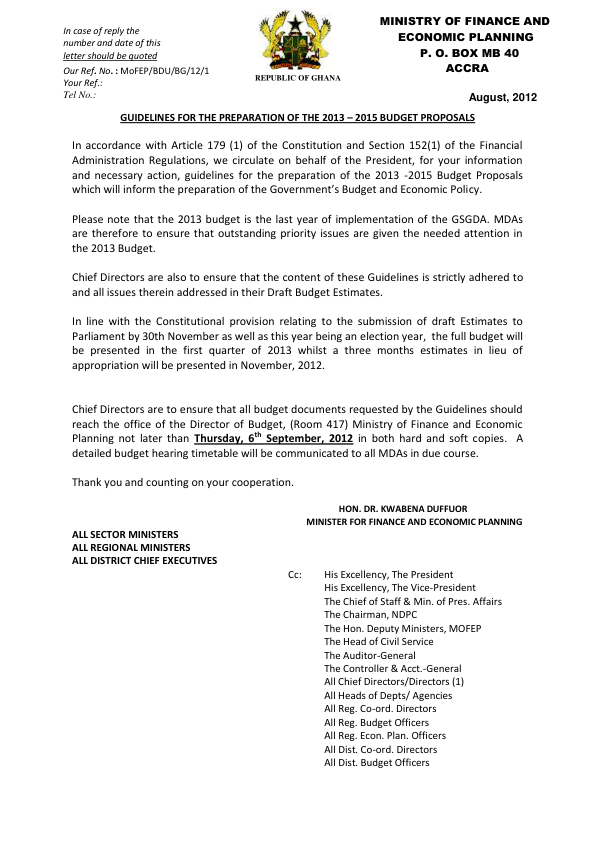 In case of reply the
number and date of this
letter should be quoted
Our Ref. No. : MoFEP/BDU/BG/12/1
Your Ref.:
Tel No.:
REPUBLIC OF GHANA
MINISTRY OF FINANCE AND
ECONOMIC PLANNING
P. O. BOX MB 40
ACCRA
August, 2012
GUIDELINES FOR THE PREPARATION OF THE 2013 – 2015 BUDGET PROPOSALS
In accordance with Article 179 (1) of the Constitution and Section 152(1) of the Financial
Administration Regulations, we circulate on behalf of the President, for your information
and necessary action, guidelines for the preparation of the 2013 -2015 Budget Proposals
which will inform the preparation of the Government's Budget and Economic Policy.
Please note that the 2013 budget is the last year of implementation of the GSGDA. MDAs
are therefore to ensure that outstanding priority issues are given the needed attention in
the 2013 Budget.
Chief Directors are also to ensure that the content of these Guidelines is strictly adhered to
and all issues therein addressed in their Draft Budget Estimates.
In line with the Constitutional provision relating to the submission of draft Estimates to
Parliament by 30th November as well as this year being an election year, the full budget will
be presented in the first quarter of 2013 whilst a three months estimates in lieu of
appropriation will be presented in November, 2012.
Chief Directors are to ensure that all budget documents requested by the Guidelines should
reach the office of the Director of Budget, (Room 417) Ministry of Finance and Economic
Planning not later than Thursday, 6th September, 2012 in both hard and soft copies. A
detailed budget hearing timetable will be communicated to all MDAs in due course.
Thank you and counting on your cooperation.
HON. DR. KWABENA DUFFUOR
MINISTER FOR FINANCE AND ECONOMIC PLANNING
ALL SECTOR MINISTERS
ALL REGIONAL MINISTERS
ALL DISTRICT CHIEF EXECUTIVES
Cc: His Excellency, The President
His Excellency, The Vice-President
The Chief of Staff & Min. of Pres. Affairs
The Chairman, NDPC
The Hon. Deputy Ministers, MOFEP
The Head of Civil Service
The Auditor-General
The Controller & Acct.-General
All Chief Directors/Directors (1)
All Heads of Depts/ Agencies
All Reg. Co-ord. Directors
All Reg. Budget Officers
All Reg. Econ. Plan. Officers
All Dist. Co-ord. Directors
All Dist. Budget Officers